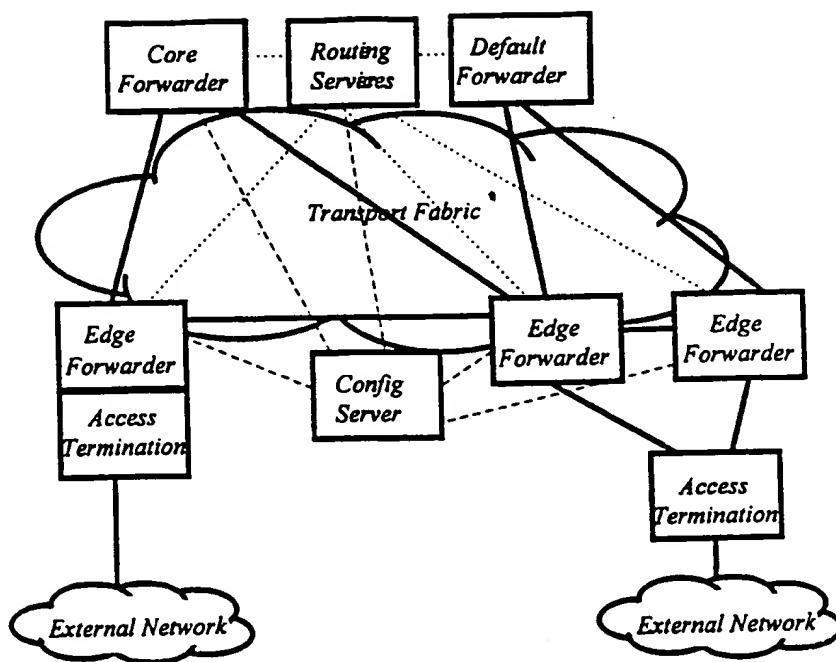 Core
Forwarder
Routing
Services
Default
Forwarder
Transport Fabric
Edge
Forwarder
Access
Termination
Config
Server
Edge
Forwarder
Edge
Forwarder
Access
Termination
External Network
External Network